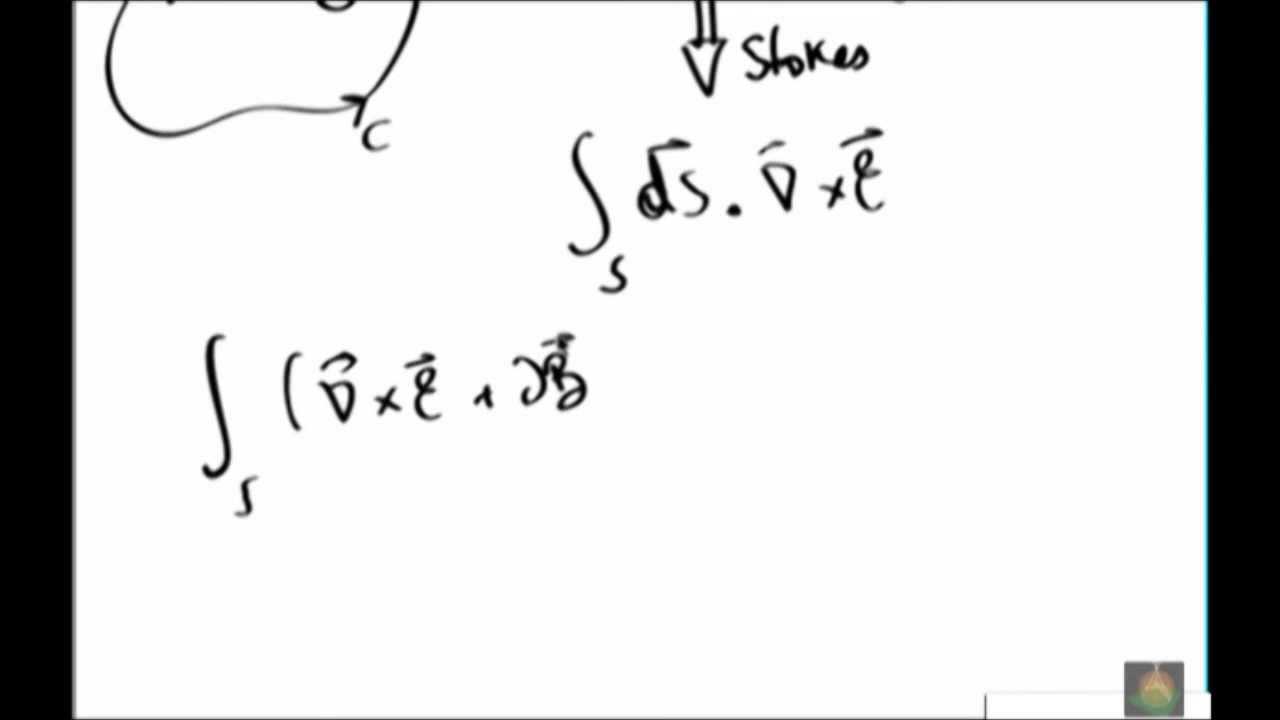 Stokes
C
∫_S d⃗S . ∇⃗ × ℰ⃗
∫_S ( ∇⃗ × ℰ⃗ + ∂B⃗